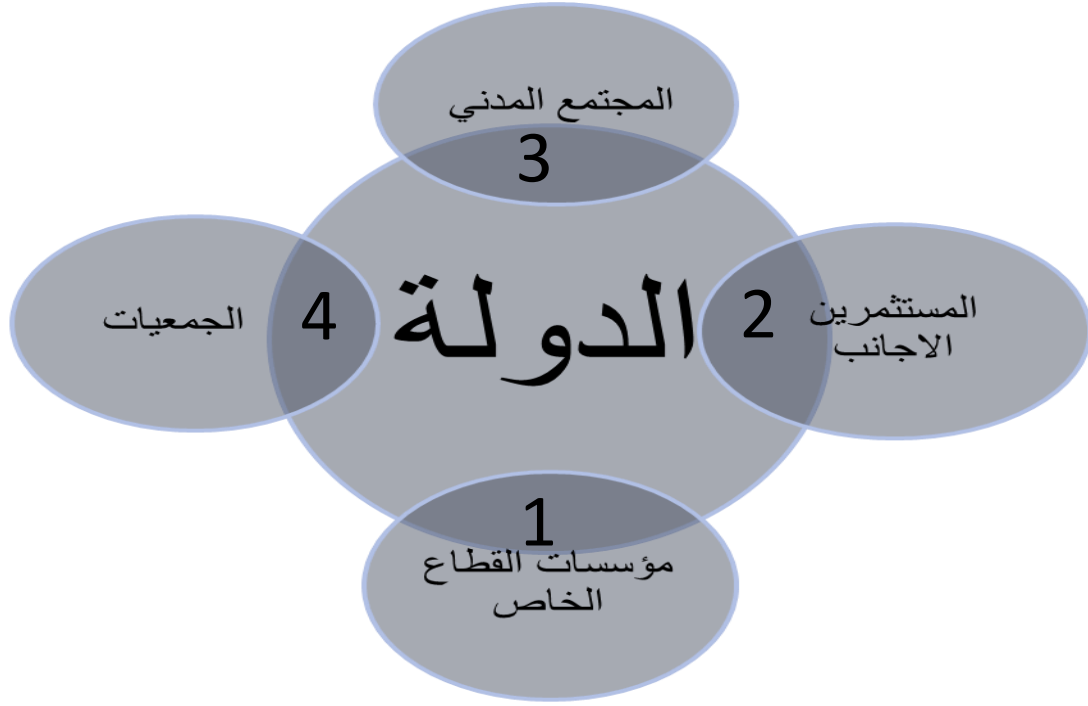 المجتمع المدني
3
الجمعيات
4
الدولة
2
المستثمرين
الاجانب
1
مؤسسات القطاع
الخاص